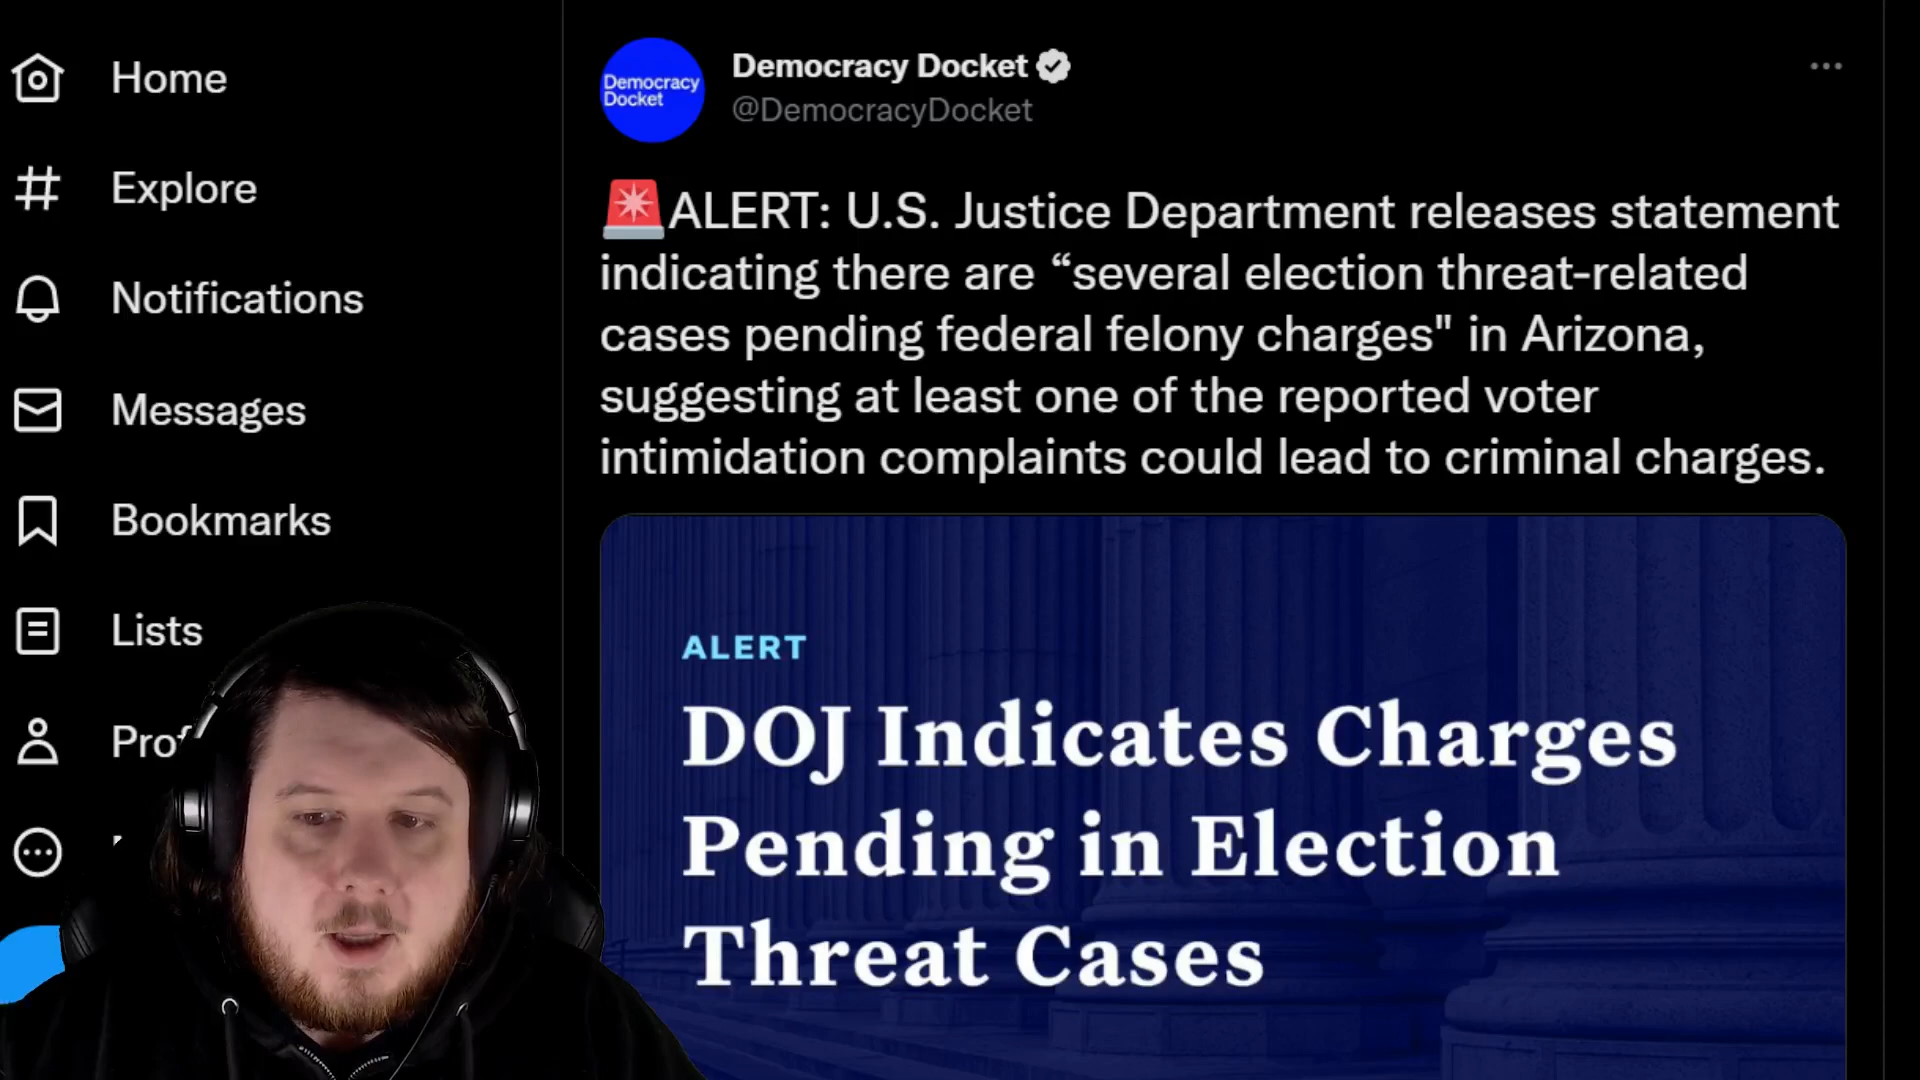 Home
Explore
Notifications
Messages
Bookmarks
Lists
Democracy
Docket
Democracy Docket
@DemocracyDocket
🚨ALERT: U.S. Justice Department releases statement
indicating there are “several election threat-related
cases pending federal felony charges" in Arizona,
suggesting at least one of the reported voter
intimidation complaints could lead to criminal charges.
ALERT
DOJ Indicates Charges
Pending in Election
Threat Cases